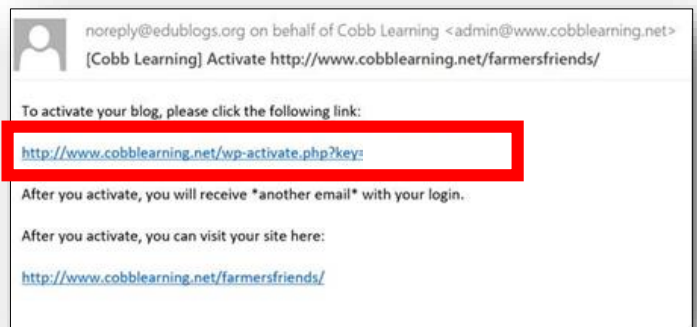 noreply@edublogs.org on behalf of Cobb Learning <admin@www.cobblearning.net>
[Cobb Learning] Activate http://www.cobblearning.net/farmersfriends/
To activate your blog, please click the following link:
http://www.cobblearning.net/wp-activate.php?key=
After you activate, you will receive *another email* with your login.
After you activate, you can visit your site here:
http://www.cobblearning.net/farmersfriends/